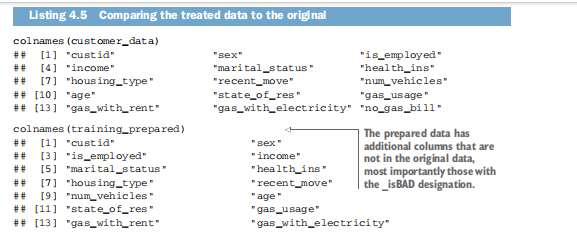 Listing 4.5 Comparing the treated data to the original
colnames(customer_data)
## [1] "custid" "sex" "is_employed"
## [4] "income" "marital_status" "health_ins"
## [7] "housing_type" "recent_move" "num_vehicles"
## [10] "age" "state_of_res" "gas_usage"
## [13] "gas_with_rent" "gas_with_electricity" "no_gas_bill"
colnames(training_prepared)
## [1] "custid" "sex"
## [3] "is_employed" "income"
## [5] "marital_status" "health_ins"
## [7] "housing_type" "recent_move"
## [9] "num_vehicles" "age"
## [11] "state_of_res" "gas_usage"
## [13] "gas_with_rent" "gas_with_electricity"
The prepared data has
additional columns that are
not in the original data,
most importantly those with
the _isBAD designation.